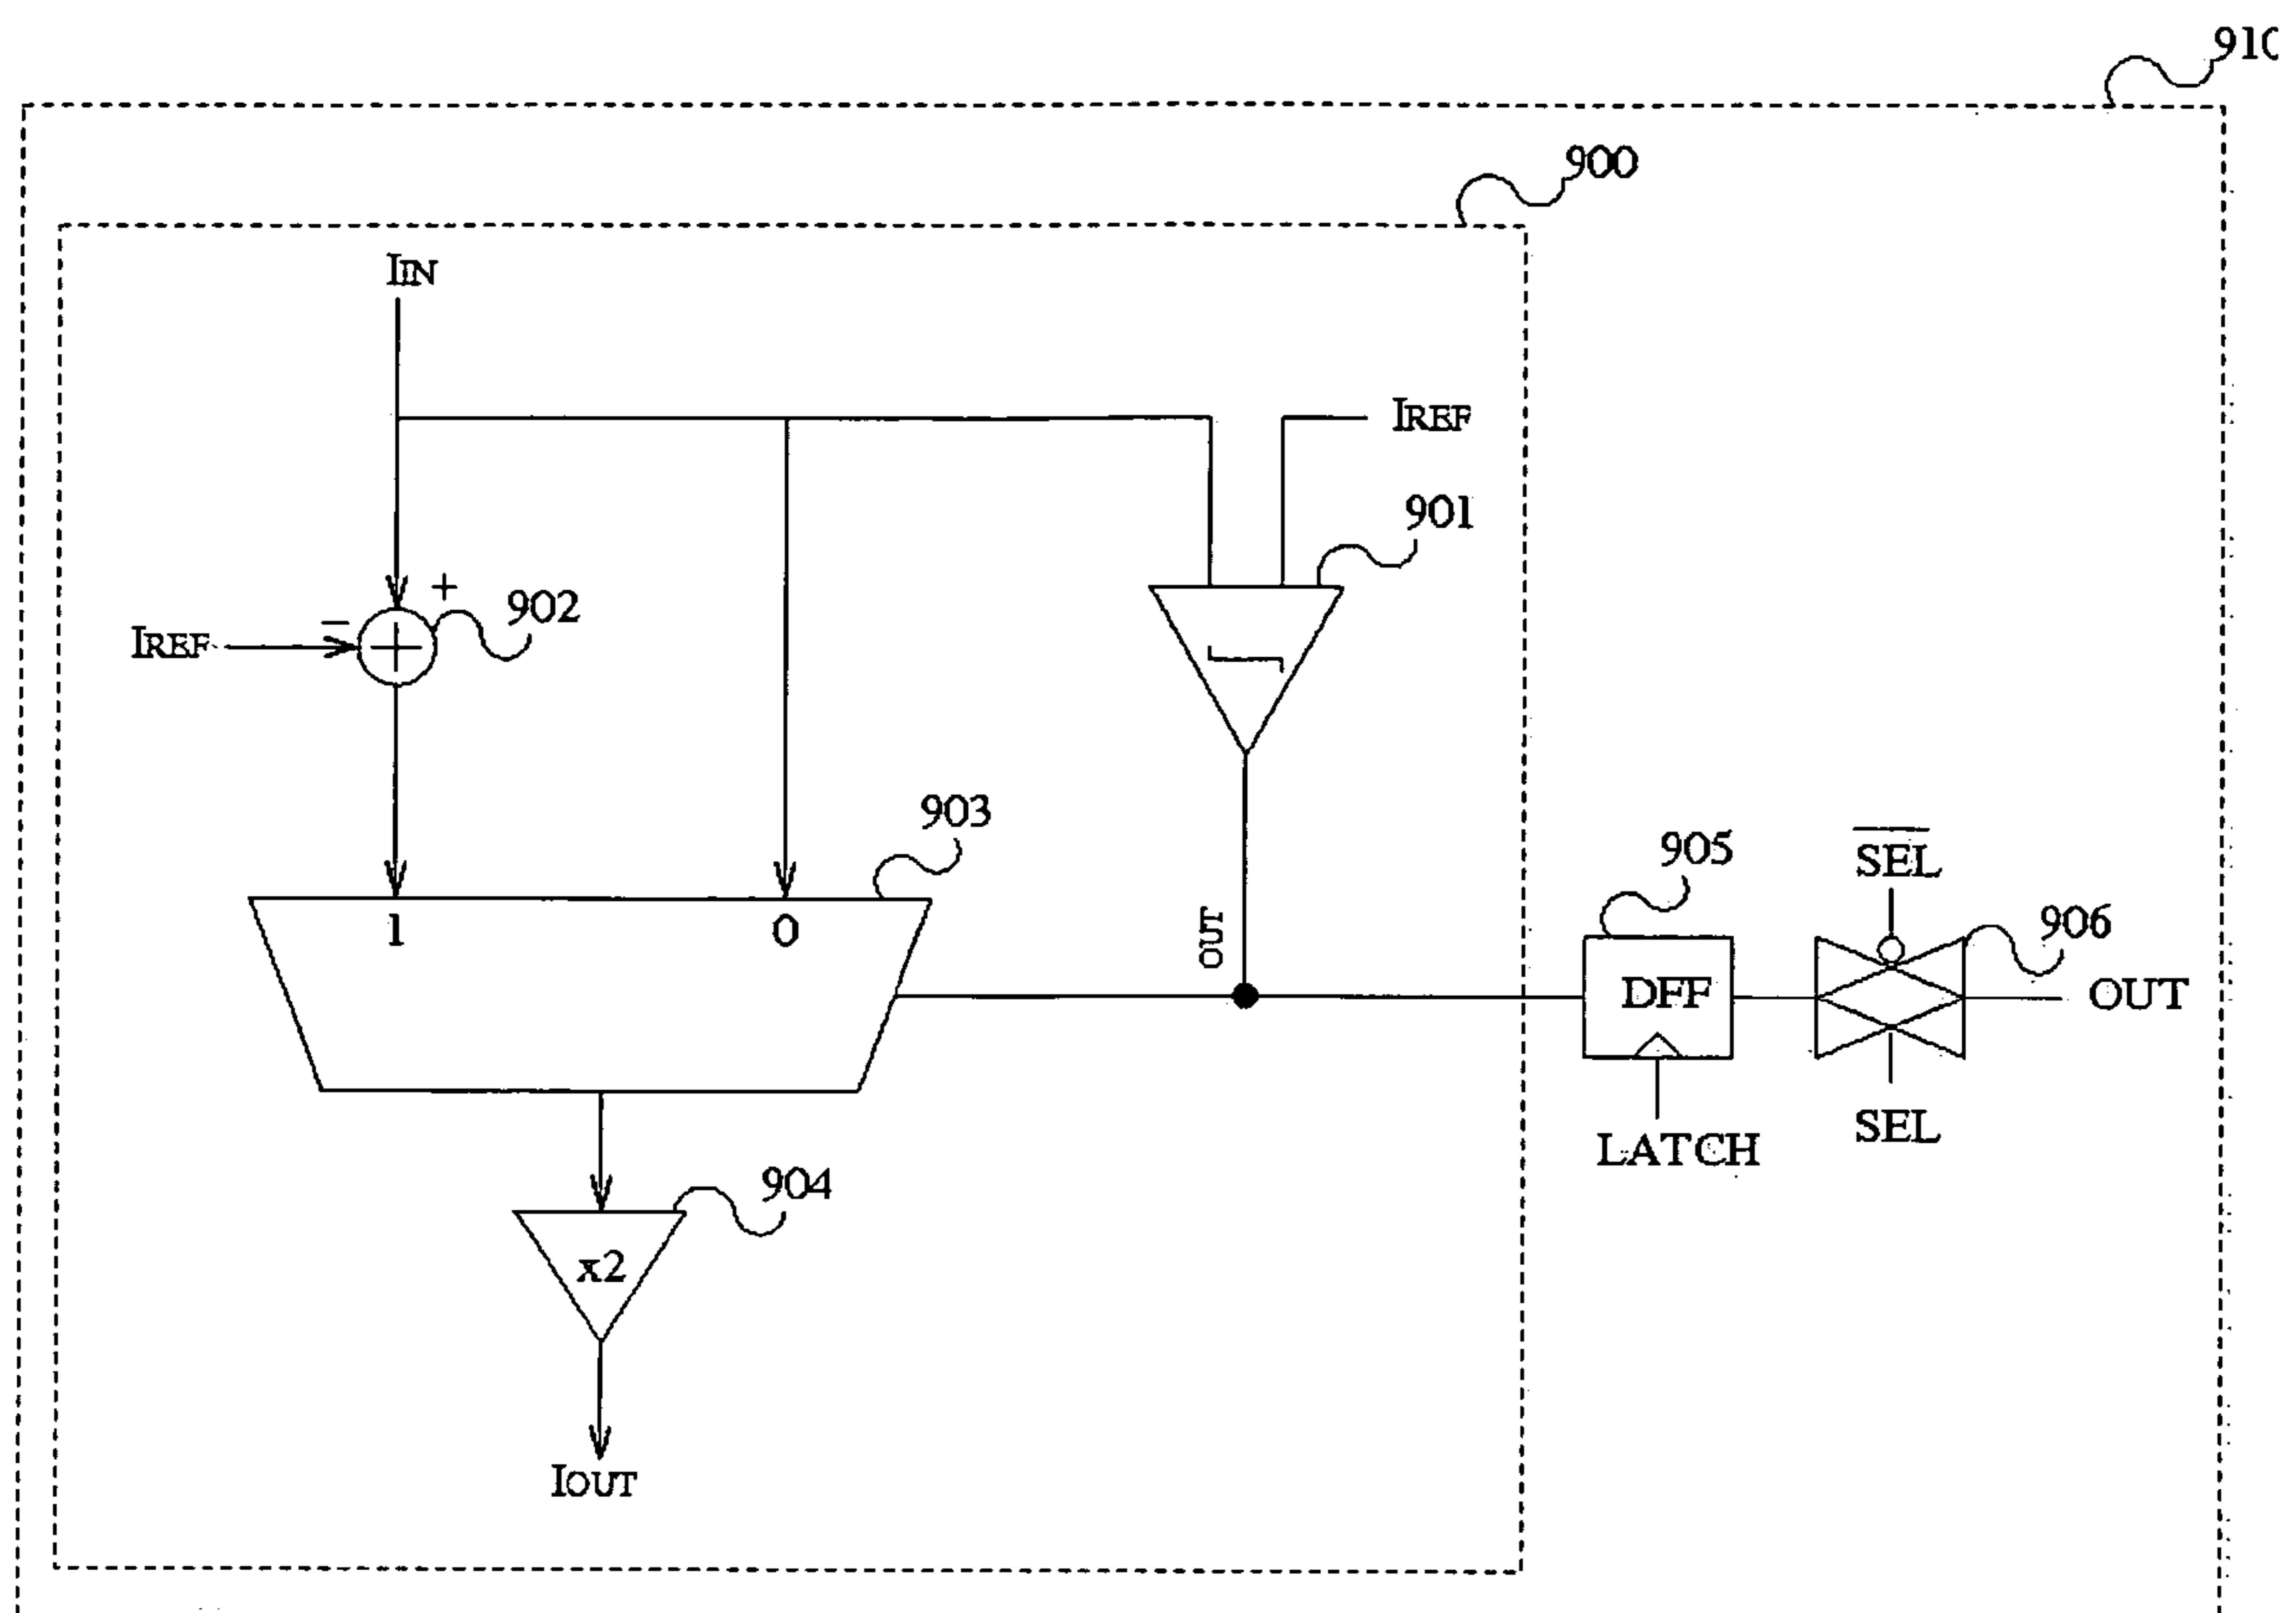 910
900
IIN
IREF
901
+
902
−
IREF
903
905
SEL
1
0
OUT
906
DFF
OUT
LATCH
SEL
904
x2
IOUT